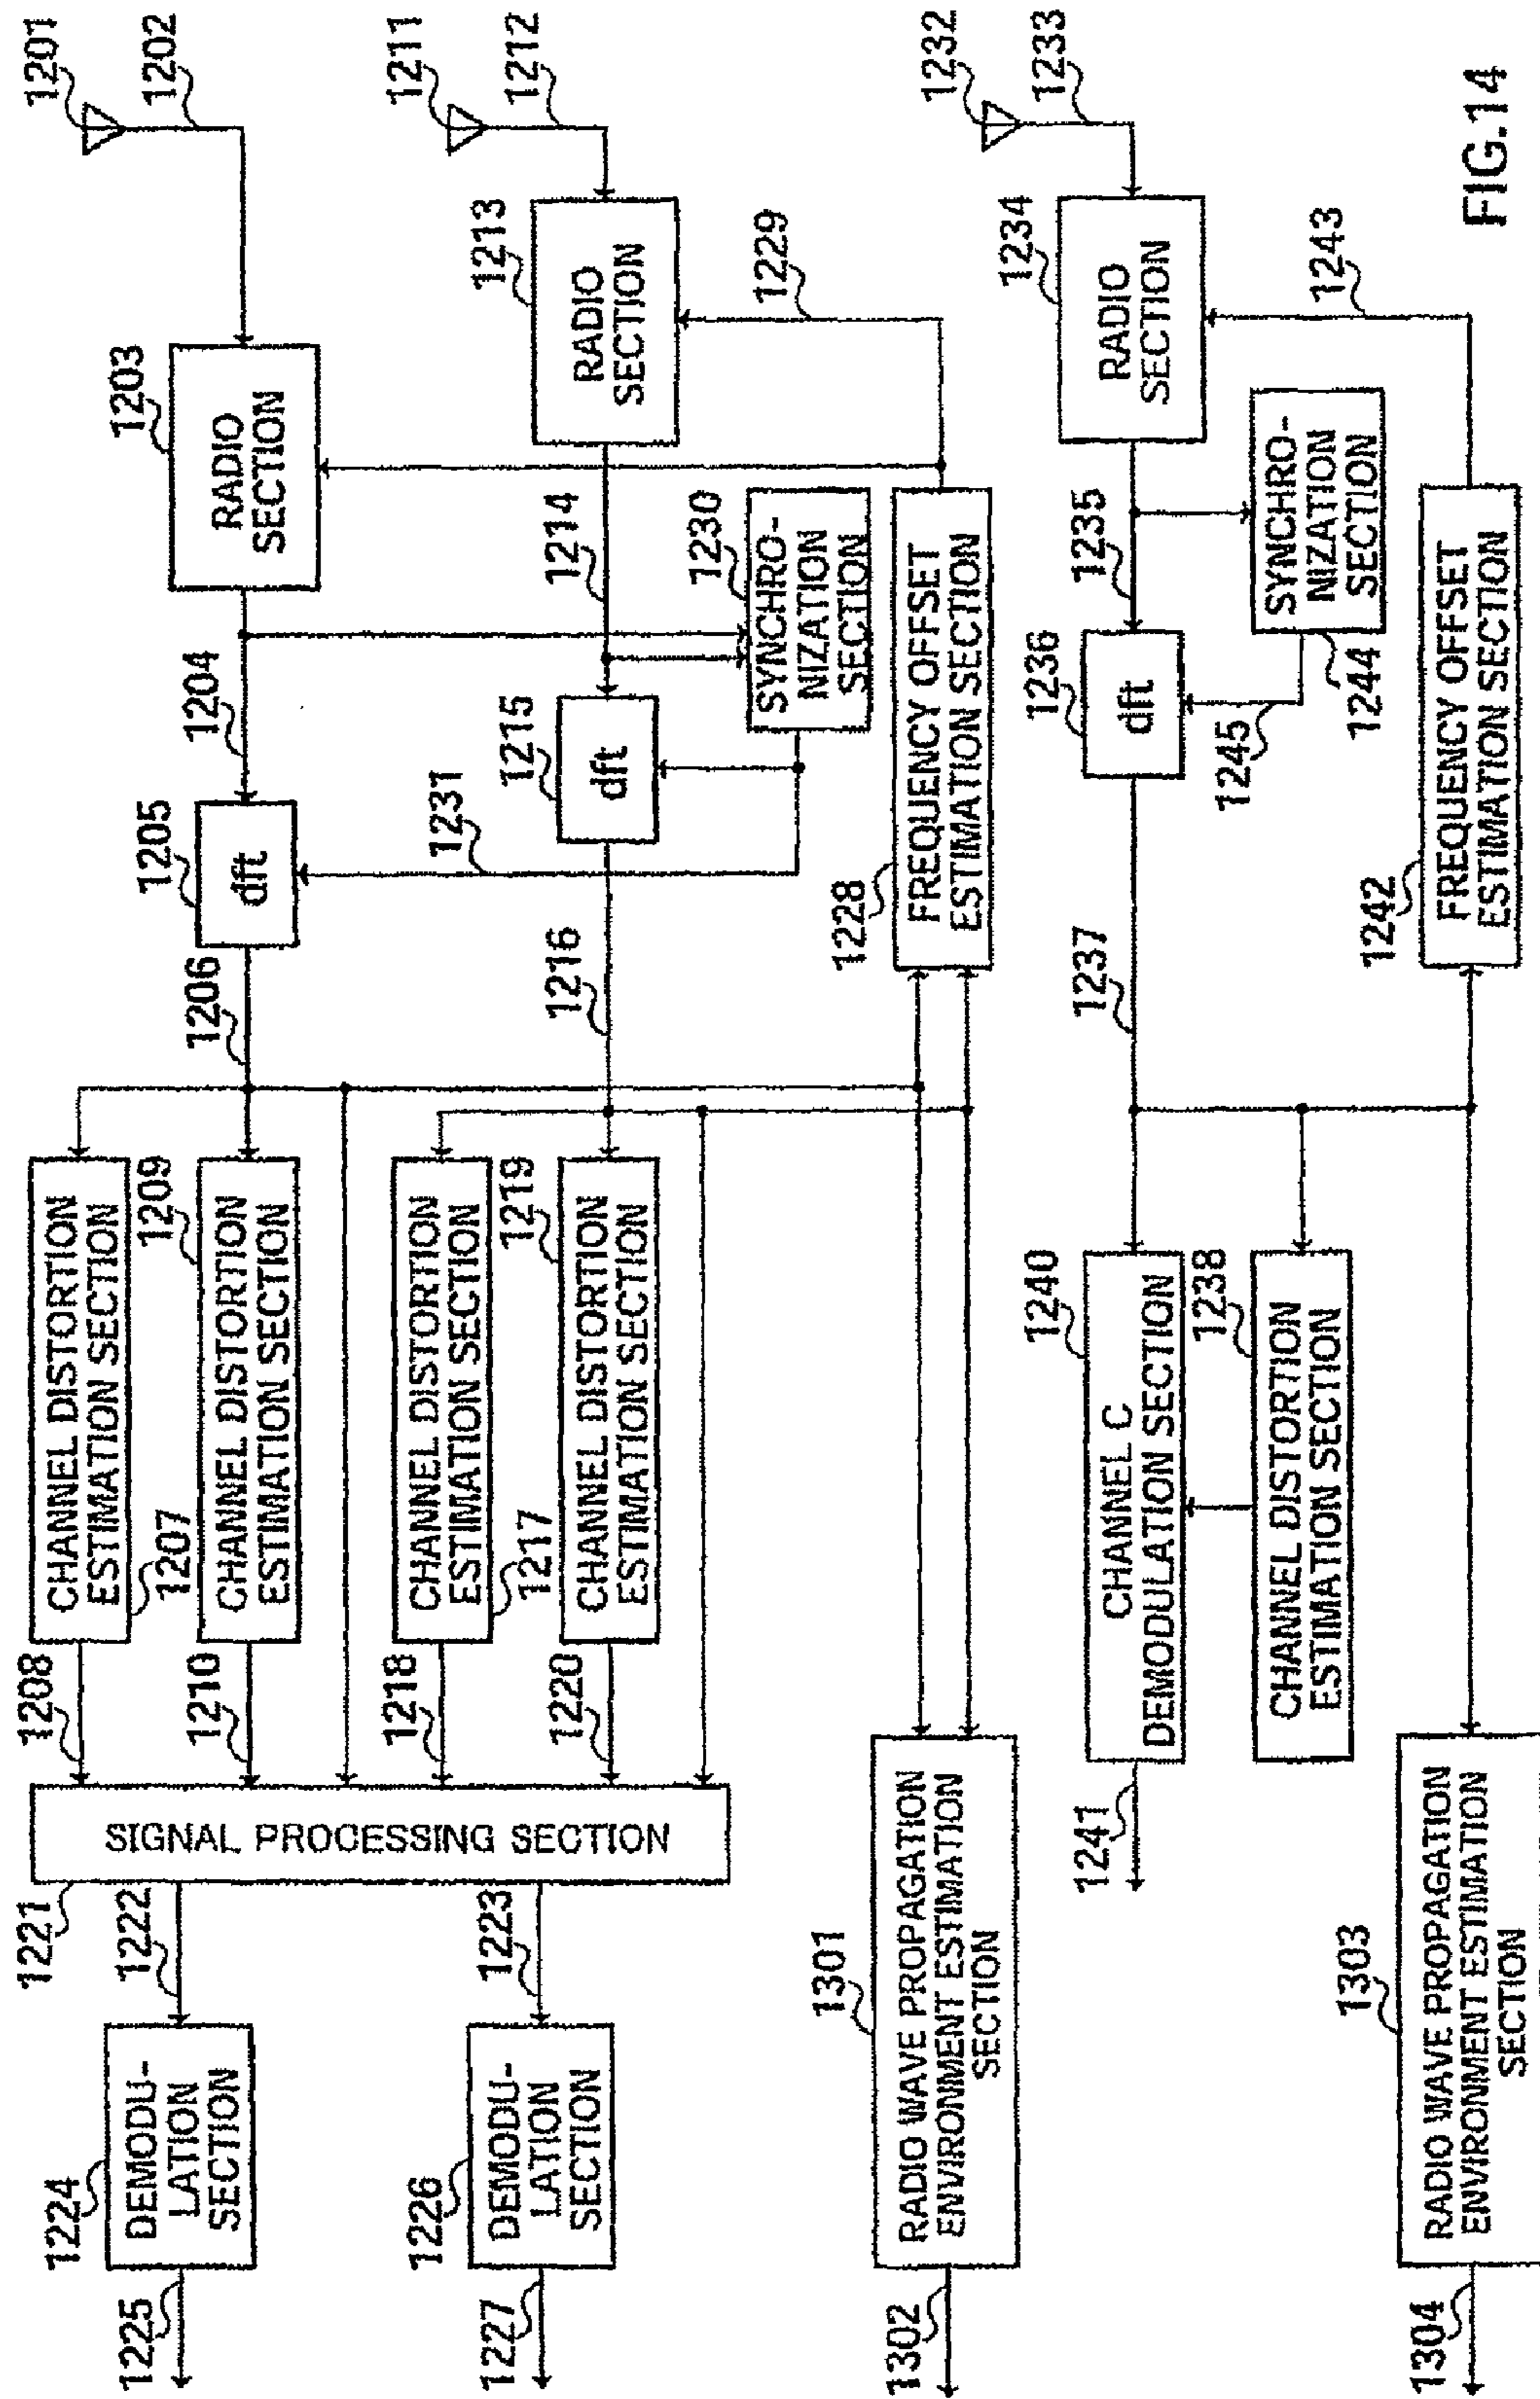 1201
1202
1203
RADIO
SECTION
1204
1205
dft
1206
CHANNEL DISTORTION
ESTIMATION SECTION
1207
1208
1209
CHANNEL DISTORTION
ESTIMATION SECTION
1210
1211
1212
1213
RADIO
SECTION
1229
1214
1230
SYNCHRO-
NIZATION
SECTION
1215
dft
1231
1216
CHANNEL DISTORTION
ESTIMATION SECTION
1217
1218
1219
CHANNEL DISTORTION
ESTIMATION SECTION
1220
SIGNAL PROCESSING SECTION
1221
1222
1223
1224
DEMODU-
LATION
SECTION
1225
1226
DEMODU-
LATION
SECTION
1227
1228
FREQUENCY OFFSET
ESTIMATION SECTION
1301
RADIO WAVE PROPAGATION
ENVIRONMENT ESTIMATION
SECTION
1302
1232
1233
1234
RADIO
SECTION
1243
1235
SYNCHRO-
NIZATION
SECTION
1244
1236
dft
1245
1237
1242
FREQUENCY OFFSET
ESTIMATION SECTION
1240
CHANNEL C
DEMODULATION SECTION
1241
1238
CHANNEL DISTORTION
ESTIMATION SECTION
1303
RADIO WAVE PROPAGATION
ENVIRONMENT ESTIMATION
SECTION
1304
FIG.14